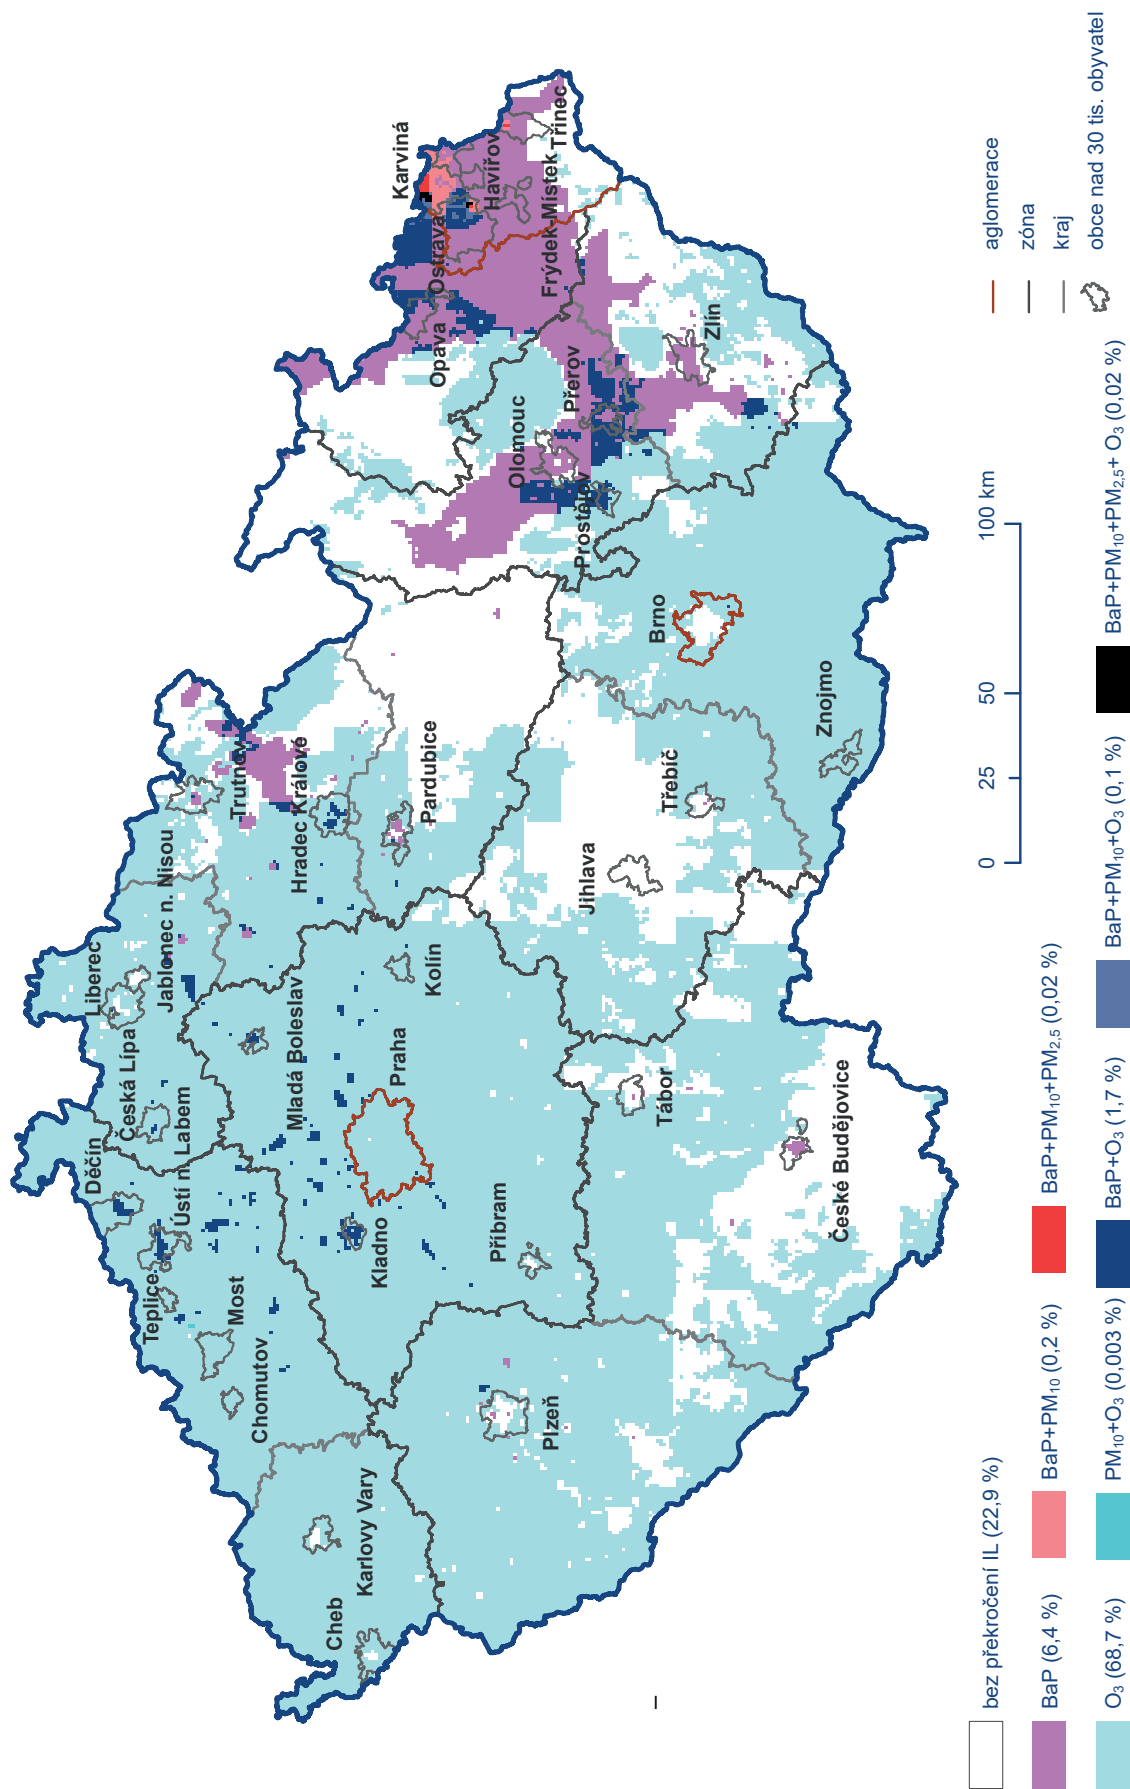 Karviná
Havířov
Třinec
Ostrava
Frýdek-Místek
Opava
Přerov
Zlín
Olomouc
Prostějov
Brno
Znojmo
Třebíč
Jihlava
Trutnov
Hradec Králové
Pardubice
Liberec
Jablonec n. Nisou
Česká Lípa
Děčín
Ústí n. Labem
Teplice
Most
Chomutov
Mladá Boleslav
Kolín
Praha
Kladno
Příbram
Tábor
České Budějovice
Plzeň
Karlovy Vary
Cheb
0 25 50 100 km
aglomerace
zóna
kraj
obce nad 30 tis. obyvatel
bez překročení IL (22,9 %)
BaP (6,4 %) BaP+PM₁₀ (0,2 %) BaP+PM₁₀+PM₂,₅ (0,02 %)
O₃ (68,7 %) PM₁₀+O₃ (0,003 %) BaP+O₃ (1,7 %) BaP+PM₁₀+O₃ (0,1 %) BaP+PM₁₀+PM₂,₅+ O₃ (0,02 %)